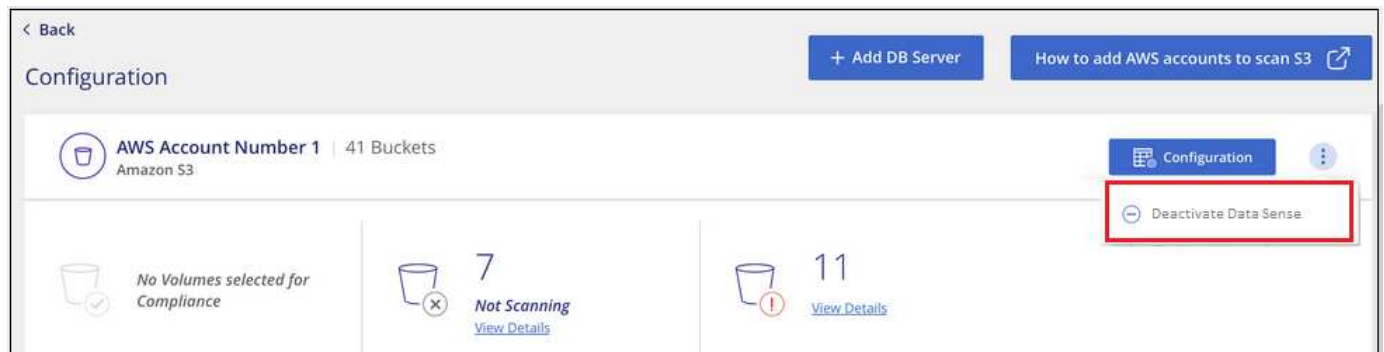 < Back
Configuration
+ Add DB Server
How to add AWS accounts to scan S3
AWS Account Number 1 | 41 Buckets
Amazon S3
Configuration
Deactivate Data Sense
No Volumes selected for
Compliance
7
Not Scanning
View Details
11
View Details